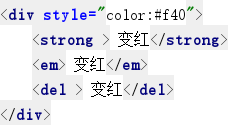 <div style="color:#f40">
<strong > 变红</strong>
<em> 变红</em>
<del > 变红</del>
</div>